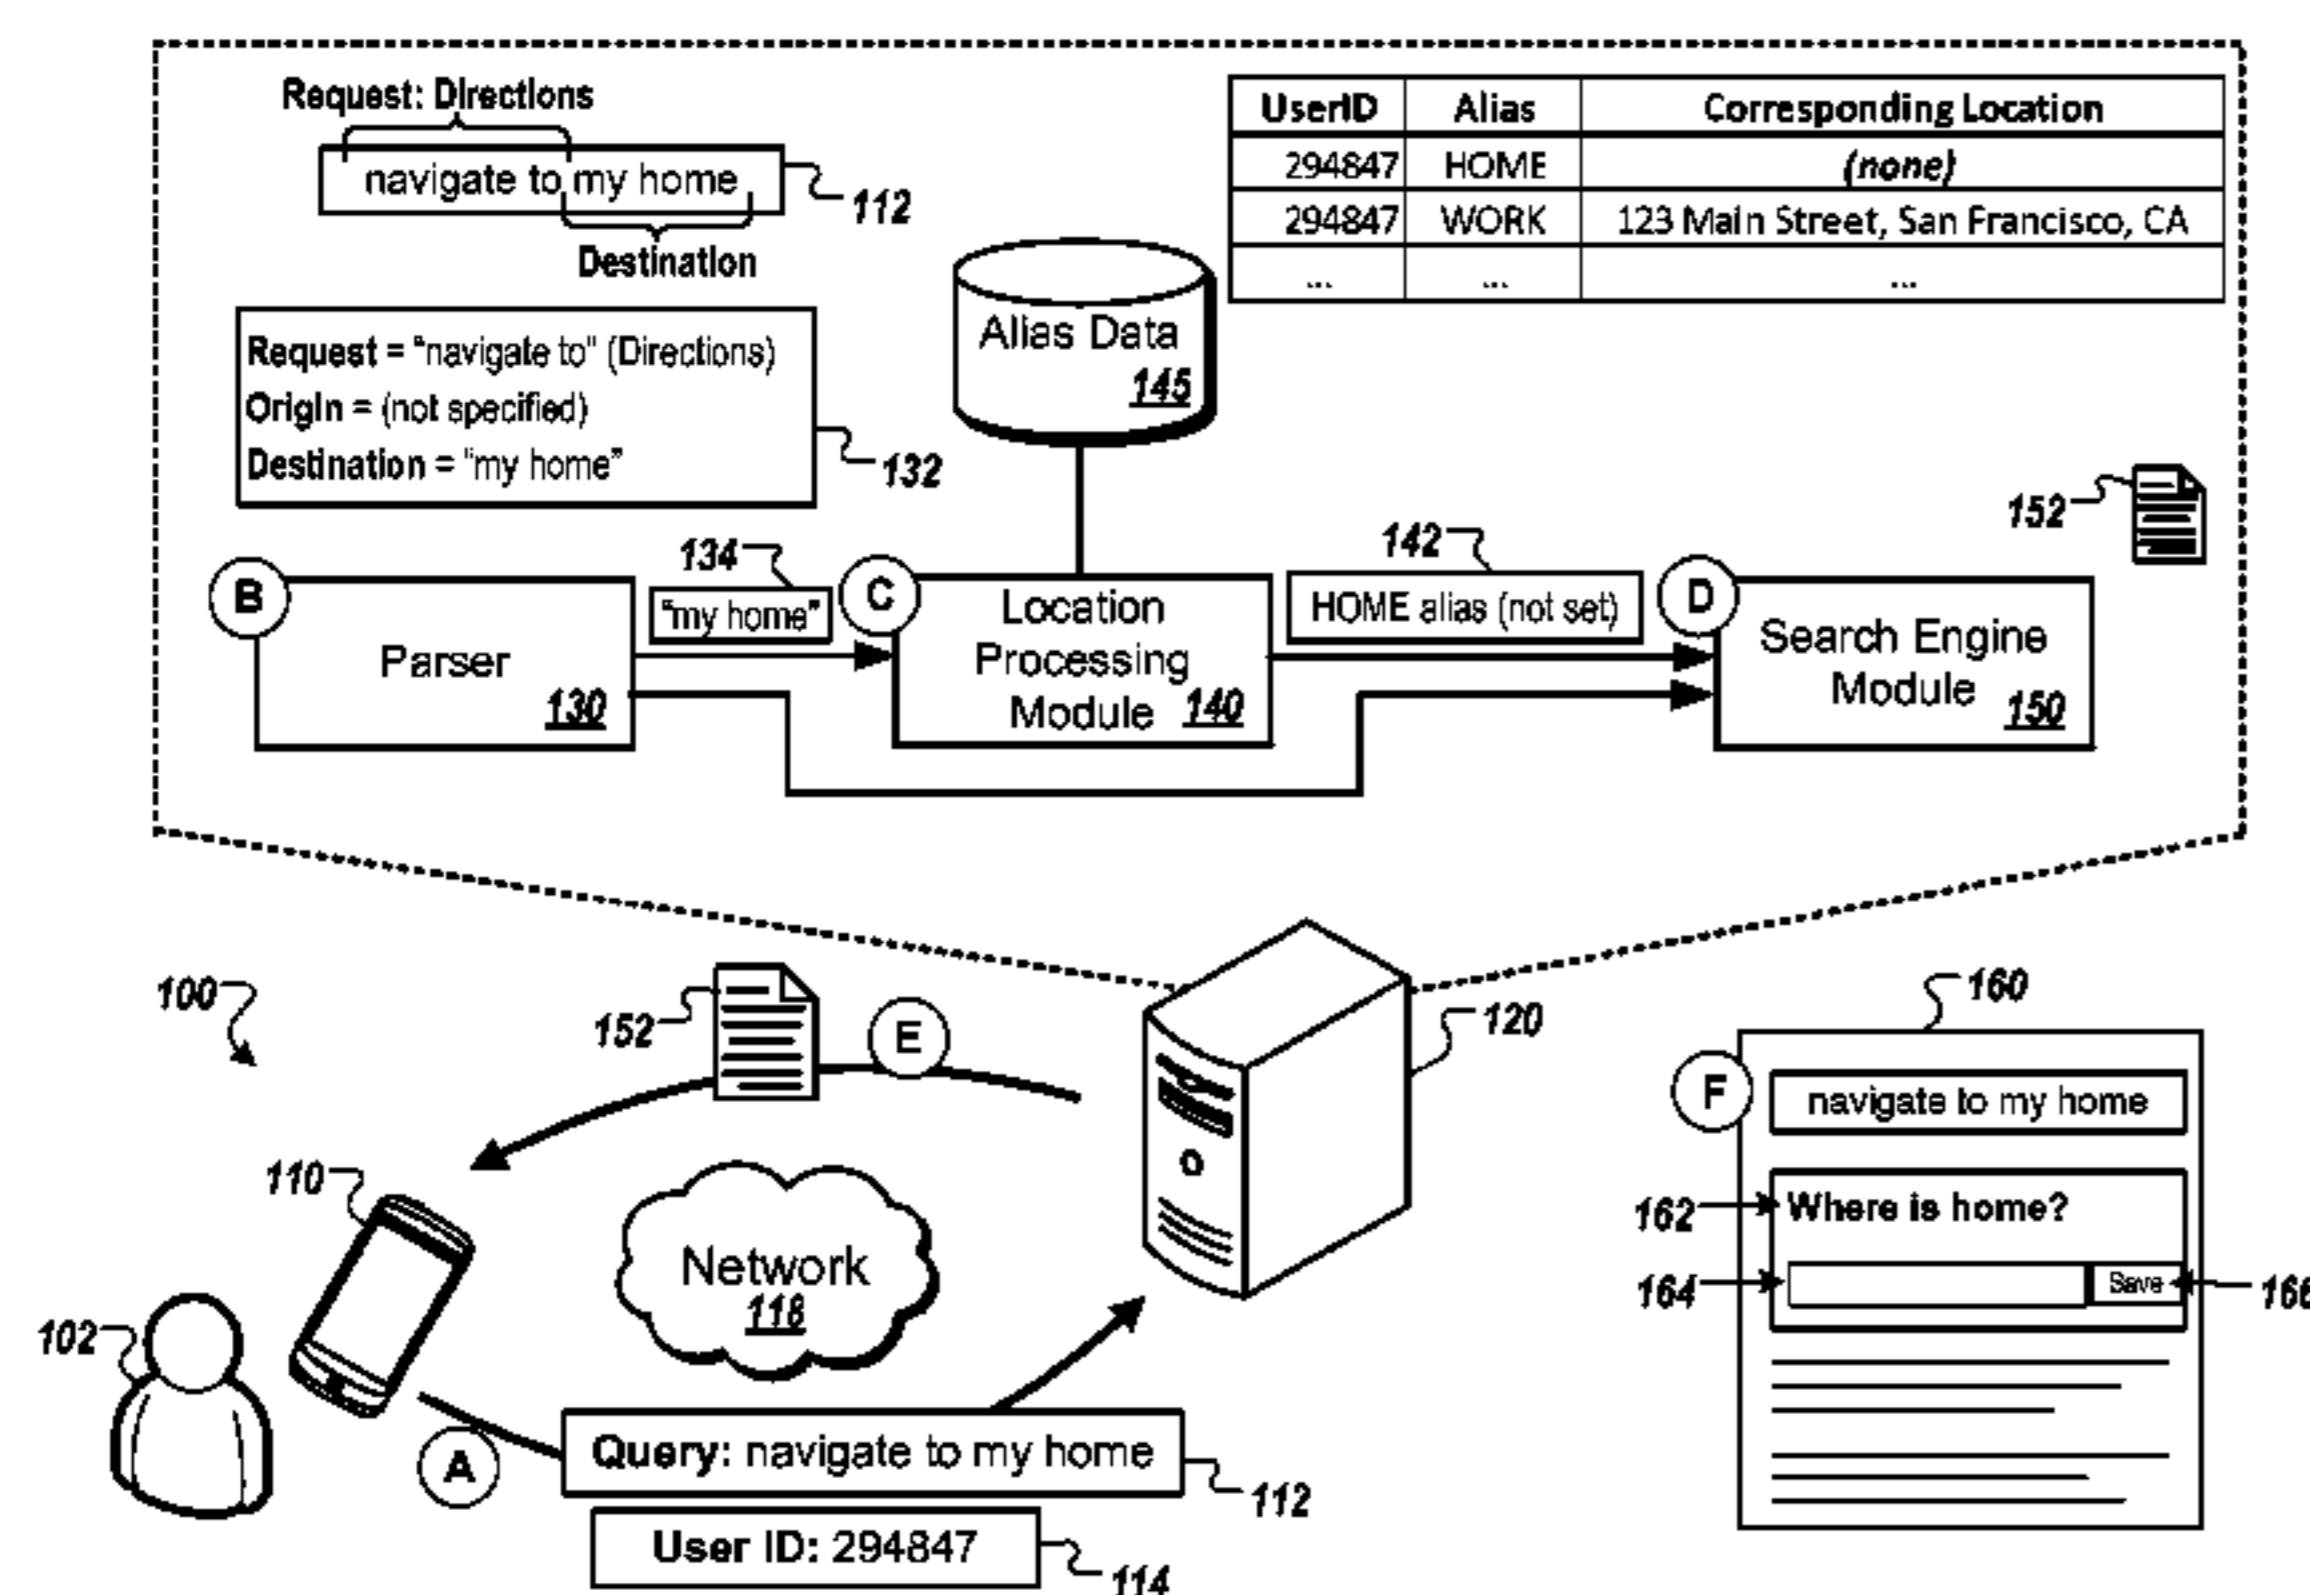 Request: Directions
navigate to my home
112
Destination
UserID Alias Corresponding Location
294847 HOME (none)
294847 WORK 123 Main Street, San Francisco, CA
... ... ...
Request = "navigate to" (Directions)
Origin = (not specified)
Destination = "my home"
132
Alias Data
145
152
B
Parser
130
134
"my home"
C
Location
Processing
Module 140
142
HOME alias (not set)
D
Search Engine
Module 150
100
152
E
120
160
F
navigate to my home
162
Where is home?
164
Save
166
110
Network
118
102
A
Query: navigate to my home
112
User ID: 294847
114